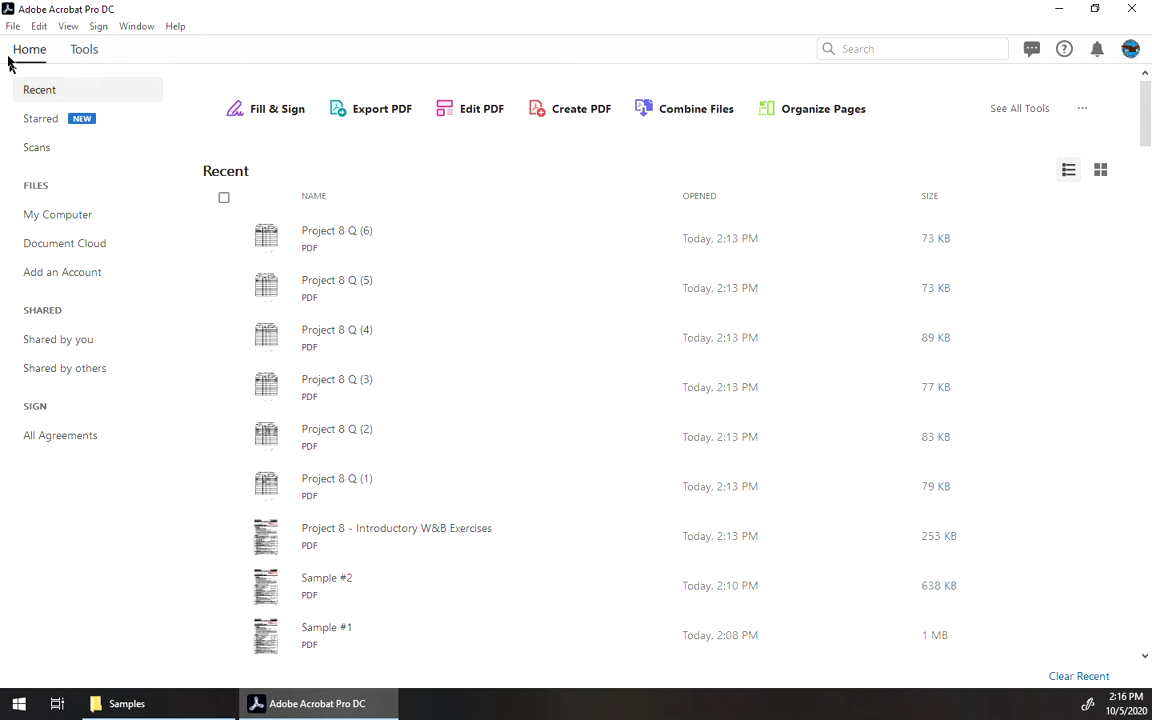 Adobe Acrobat Pro DC
File Edit View Sign Window Help
Home Tools Search
Recent
Starred NEW
Scans
FILES
My Computer
Document Cloud
Add an Account
SHARED
Shared by you
Shared by others
SIGN
All Agreements
Fill & Sign Export PDF Edit PDF Create PDF Combine Files Organize Pages See All Tools ...
Recent
NAME OPENED SIZE
Project 8 Q (6) Today, 2:13 PM 73 KB
PDF
Project 8 Q (5) Today, 2:13 PM 73 KB
PDF
Project 8 Q (4) Today, 2:13 PM 89 KB
PDF
Project 8 Q (3) Today, 2:13 PM 77 KB
PDF
Project 8 Q (2) Today, 2:13 PM 83 KB
PDF
Project 8 Q (1) Today, 2:13 PM 79 KB
PDF
Project 8 - Introductory W&B Exercises Today, 2:13 PM 253 KB
PDF
Sample #2 Today, 2:10 PM 638 KB
PDF
Sample #1 Today, 2:08 PM 1 MB
PDF
Clear Recent
Samples Adobe Acrobat Pro DC 2:16 PM
10/5/2020